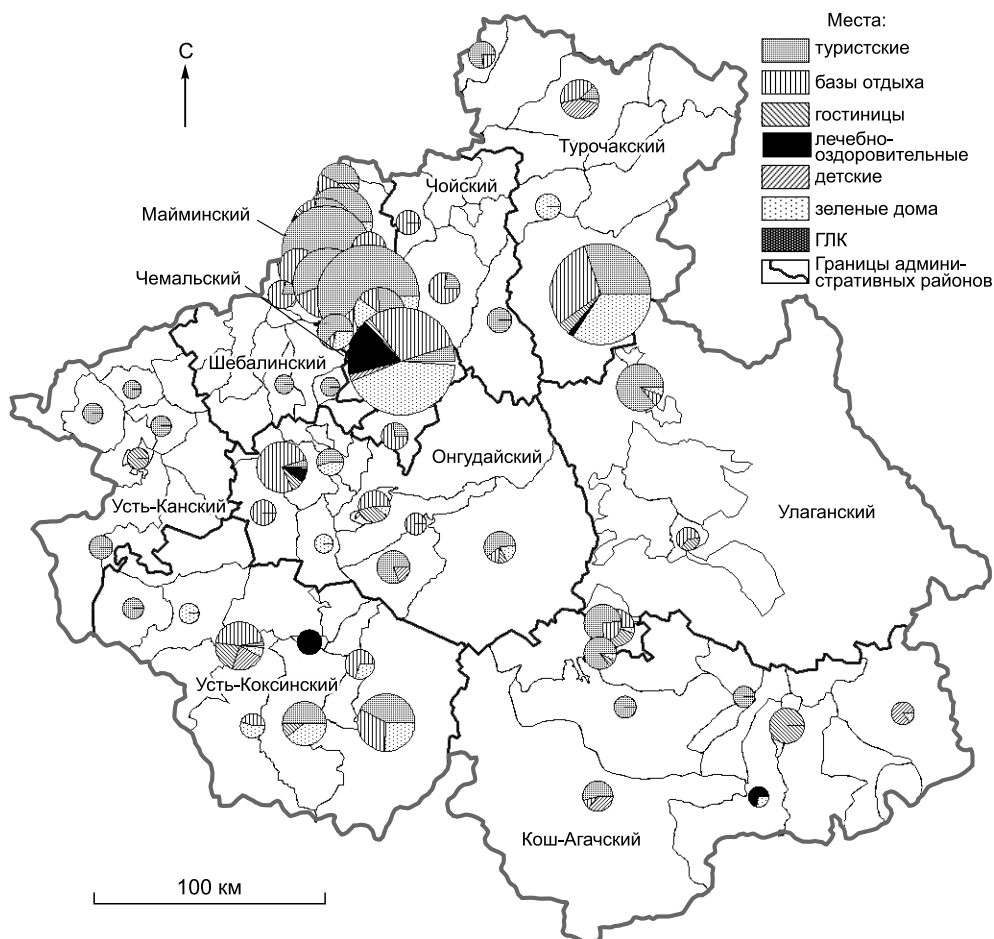 Места:
туристские
базы отдыха
гостиницы
лечебно-
оздоровительные
детские
зеленые дома
ГЛК
Границы админи-
стративных районов
С
Турочакский
Чойский
Майминский
Чемальский
Шебалинский
Онгудайский
Усть-Канский
Улаганский
Усть-Коксинский
Кош-Агачский
100 км